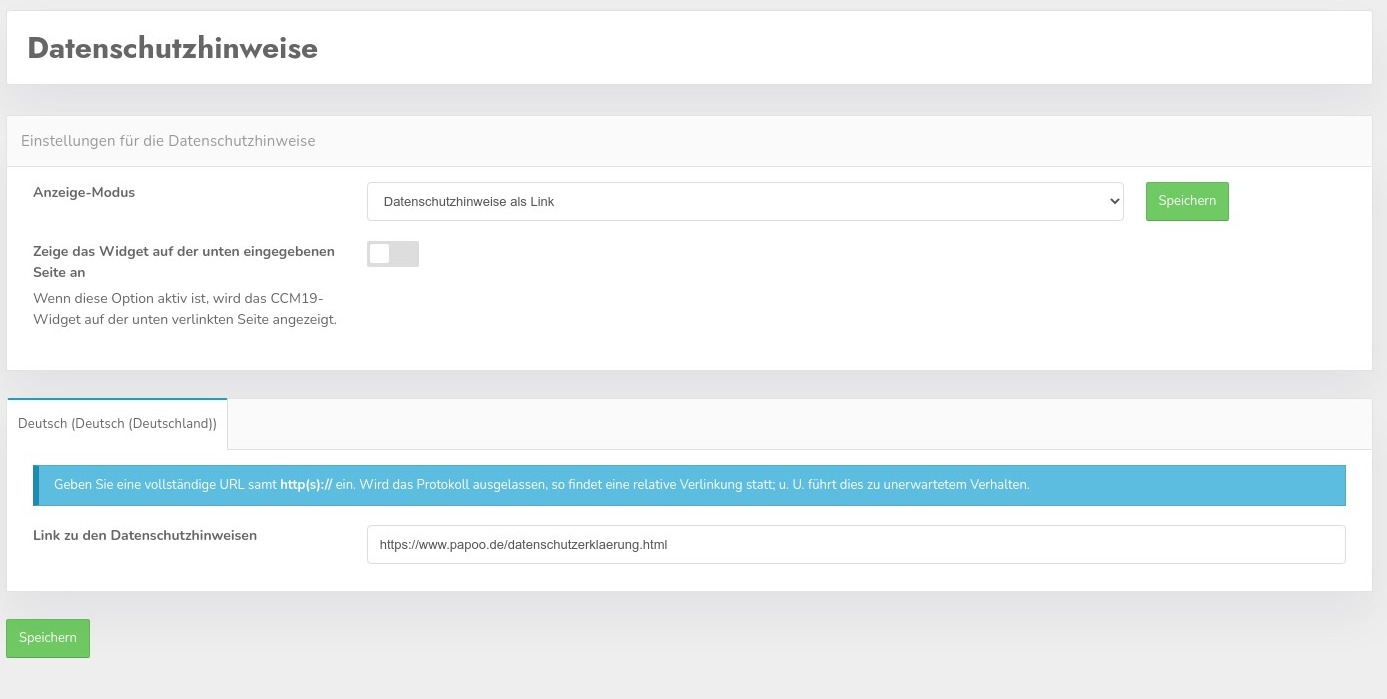 Datenschutzhinweise
Einstellungen für die Datenschutzhinweise
Anzeige-Modus
Datenschutzhinweise als Link
Speichern
Zeige das Widget auf der unten eingegebenen
Seite an
Wenn diese Option aktiv ist, wird das CCM19-
Widget auf der unten verlinkten Seite angezeigt.
Deutsch (Deutsch (Deutschland))
Geben Sie eine vollständige URL samt http(s):// ein. Wird das Protokoll ausgelassen, so findet eine relative Verlinkung statt; u. U. führt dies zu unerwartetem Verhalten.
Link zu den Datenschutzhinweisen
https://www.papoo.de/datenschutzerklaerung.html
Speichern